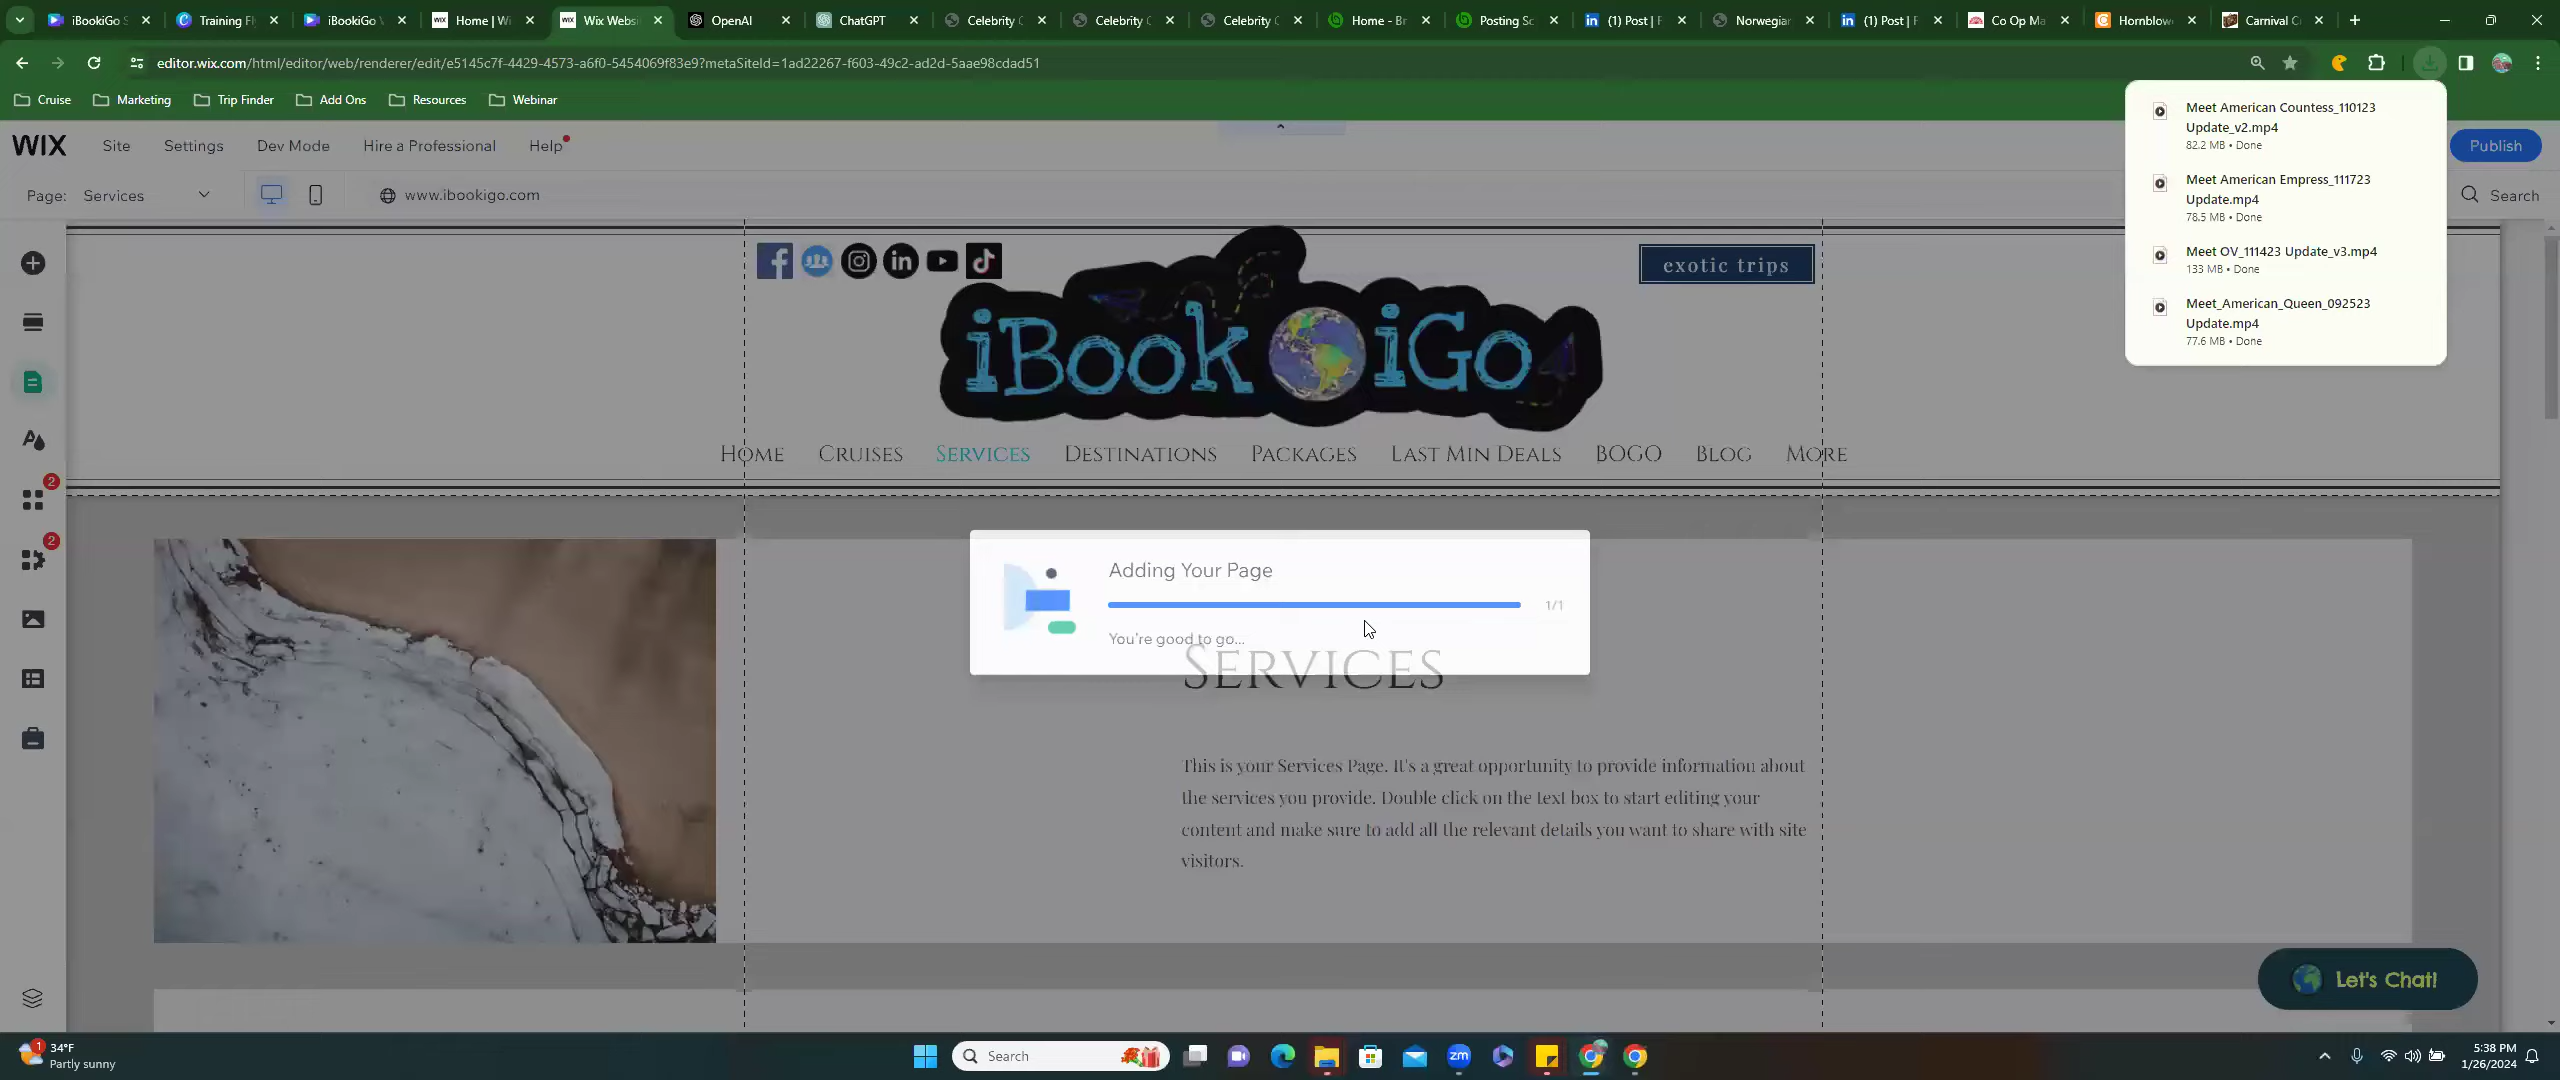 iBookiGo S
Training Fl
iBookiGo V
WIX Home | Wi
WIX Wix Websi
OpenAI
ChatGPT
Celebrity C
Celebrity C
Celebrity C
Home - Br
Posting Sc
(1) Post | F
Norwegian
(1) Post | F
Co Op Ma
Hornblow
Carnival C
editor.wix.com/html/editor/web/renderer/edit/e5145c7f-4429-4573-a6f0-5454069f83e9?metaSiteId=1ad22267-f603-49c2-ad2d-5aae98cdad51
Cruise Marketing Trip Finder Add Ons Resources Webinar
Meet American Countess_110123
Update_v2.mp4
82.2 MB • Done
Meet American Empress_111723
Update.mp4
78.5 MB • Done
Meet OV_111423 Update_v3.mp4
133 MB • Done
Meet_American_Queen_092523
Update.mp4
77.6 MB • Done
WIX Site Settings Dev Mode Hire a Professional Help Publish
Page: Services www.ibookigo.com Search
exotic trips
iBook iGo
Home Cruises Services Destinations Packages Last Min Deals BOGO Blog More
2
2
Adding Your Page
1/1
You're good to go...
Services
This is your Services Page. It's a great opportunity to provide information about
the services you provide. Double click on the text box to start editing your
content and make sure to add all the relevant details you want to share with site
visitors.
Let's Chat!
1
34°F
Partly sunny
Search
zm
5:38 PM
1/26/2024